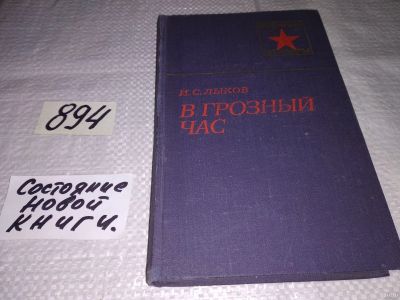 894
Состояние
Новой
книги.
И.С.ЛЫКОВ
В ГРОЗНЫЙ
ЧАС